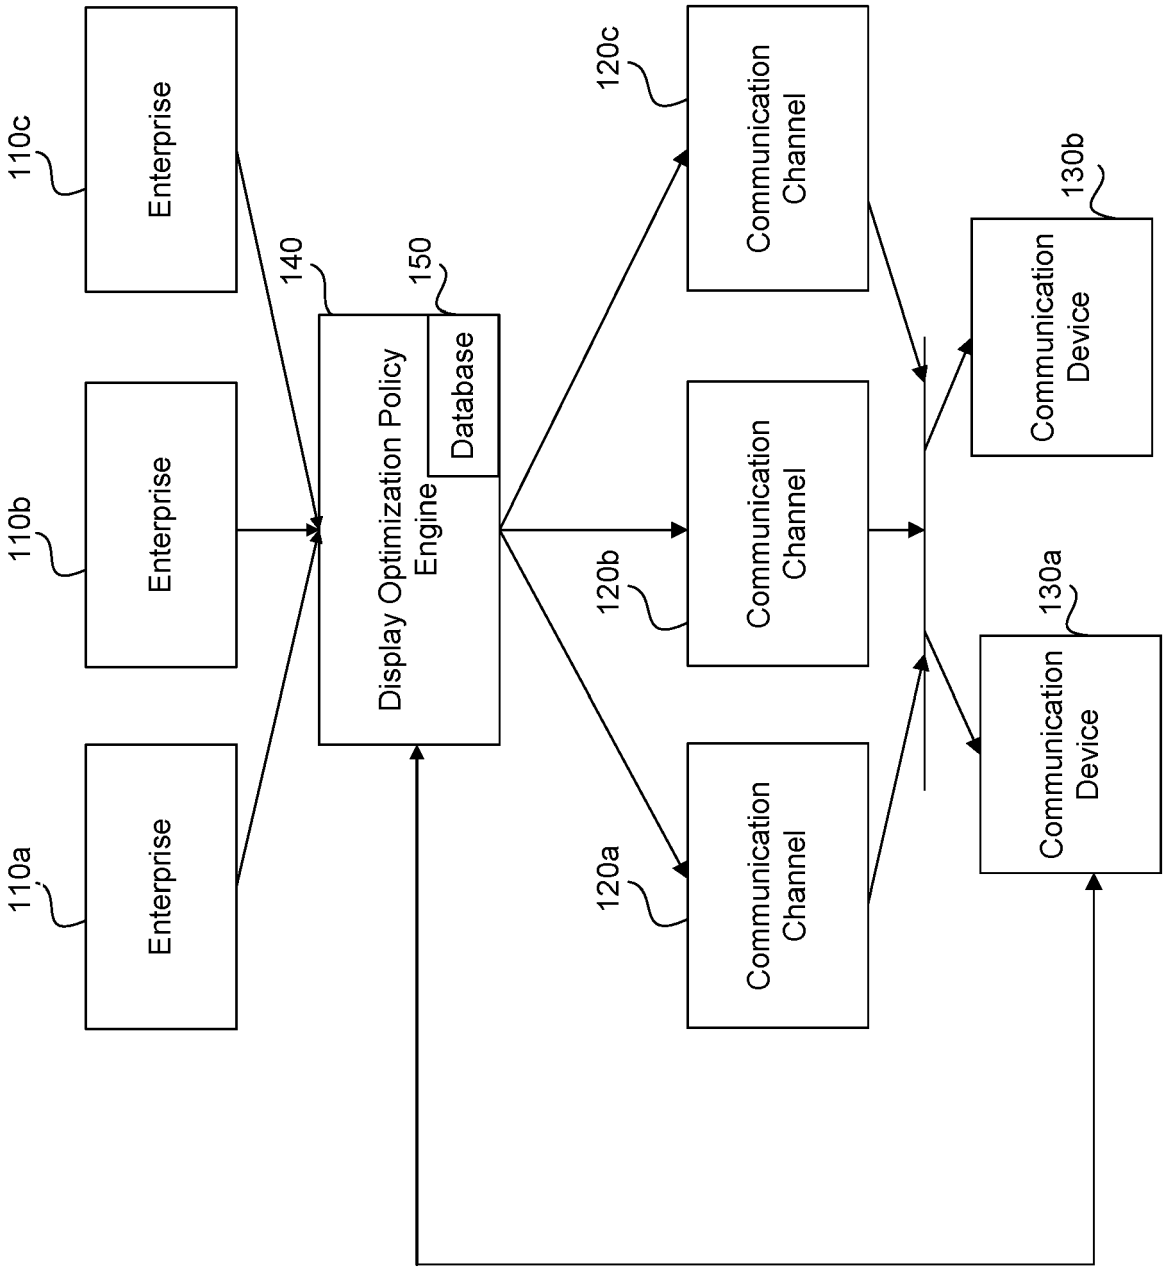 110a
Enterprise
110b
Enterprise
110c
Enterprise
140
Display Optimization Policy
Engine
150
Database
120a
Communication
Channel
120b
Communication
Channel
120c
Communication
Channel
130a
Communication
Device
130b
Communication
Device